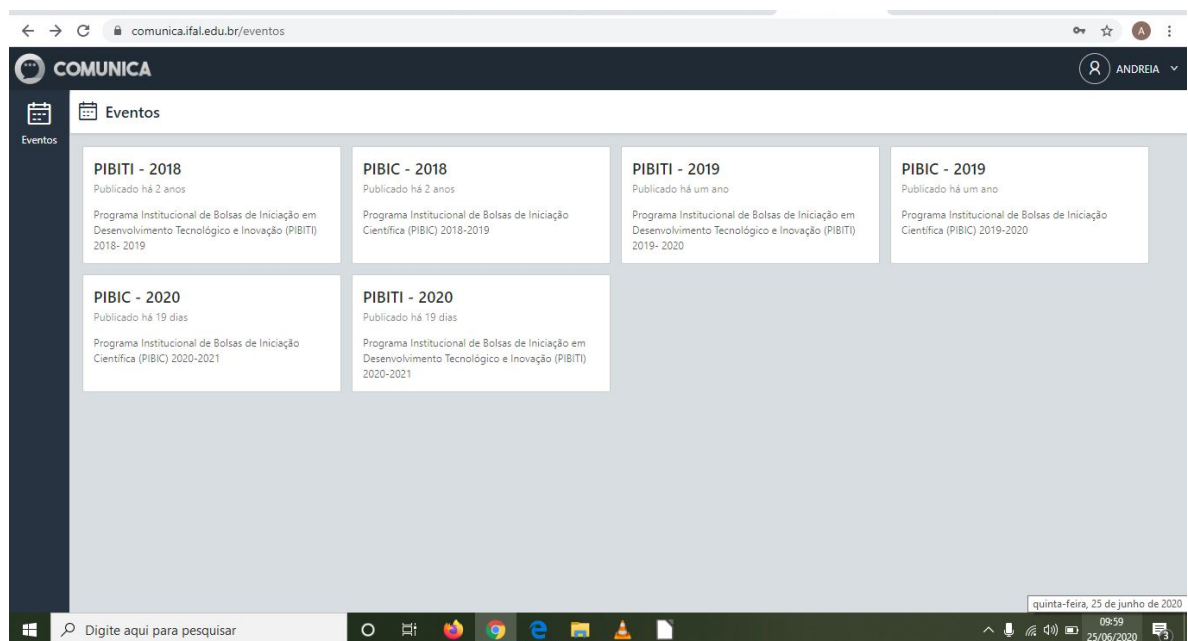 comunica.ifal.edu.br/eventos
A
COMUNICA
ANDREIA
Eventos
Eventos
PIBITI - 2018
Publicado há 2 anos
Programa Institucional de Bolsas de Iniciação em
Desenvolvimento Tecnológico e Inovação (PIBITI)
2018- 2019
PIBIC - 2018
Publicado há 2 anos
Programa Institucional de Bolsas de Iniciação
Científica (PIBIC) 2018-2019
PIBITI - 2019
Publicado há um ano
Programa Institucional de Bolsas de Iniciação em
Desenvolvimento Tecnológico e Inovação (PIBITI)
2019- 2020
PIBIC - 2019
Publicado há um ano
Programa Institucional de Bolsas de Iniciação
Científica (PIBIC) 2019-2020
PIBIC - 2020
Publicado há 19 dias
Programa Institucional de Bolsas de Iniciação
Científica (PIBIC) 2020-2021
PIBITI - 2020
Publicado há 19 dias
Programa Institucional de Bolsas de Iniciação em
Desenvolvimento Tecnológico e Inovação (PIBITI)
2020-2021
quinta-feira, 25 de junho de 2020
Digite aqui para pesquisar
09:59
25/06/2020
3